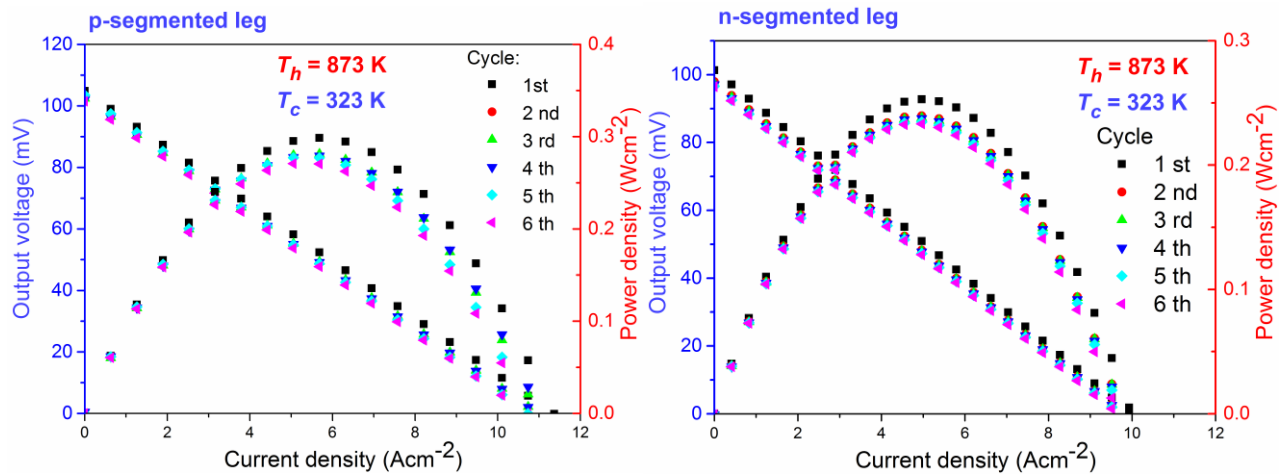 p-segmented leg
120
100
80
60
40
20
0
Output voltage (mV)
T_h = 873 K
T_c = 323 K
Cycle:
1st
2 nd
3 rd
4 th
5 th
6 th
0.4
0.3
0.2
0.1
0.0
Power density (Wcm⁻²)
0 2 4 6 8 10 12
Current density (Acm⁻²)
n-segmented leg
100
80
60
40
20
0
Output voltage (mV)
T_h = 873 K
T_c = 323 K
Cycle
1 st
2 nd
3 rd
4 th
5 th
6 th
0.3
0.2
0.1
0.0
Power density (Wcm⁻²)
0 2 4 6 8 10 12
Current density (Acm⁻²)